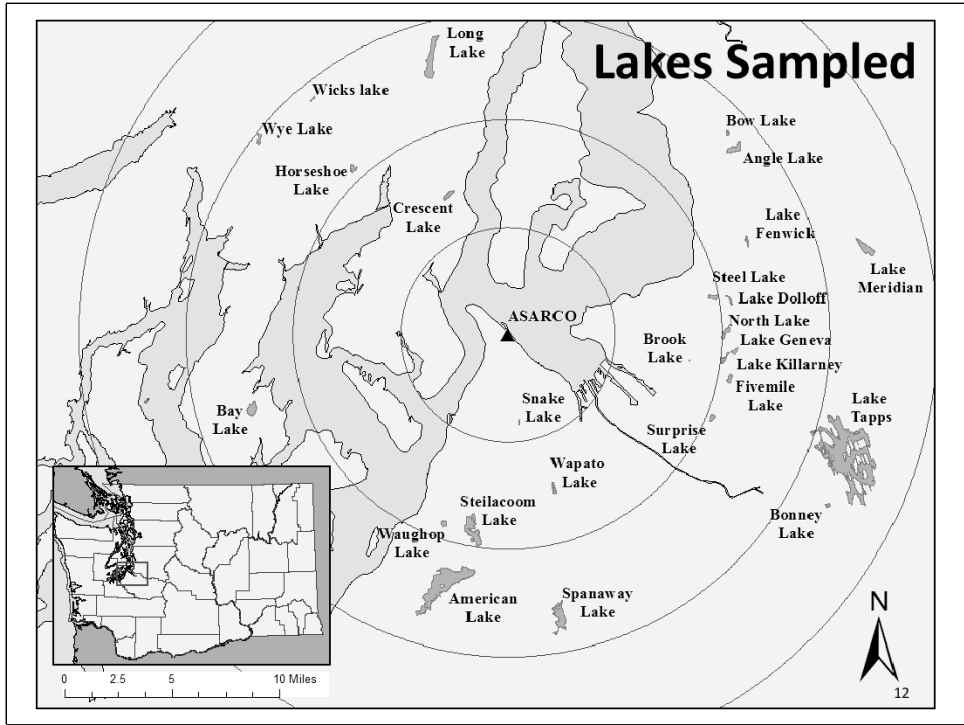 Lakes Sampled
Long
Lake
Wicks lake
Wye Lake
Bow Lake
Angle Lake
Horseshoe
Lake
Crescent
Lake
Lake
Fenwick
Lake
Meridian
Steel Lake
Lake Dolloff
ASARCO
North Lake
Lake Geneva
Brook
Lake
Lake Killarney
Fivemile
Lake
Lake
Tapps
Bay
Lake
Snake
Lake
Surprise
Lake
Wapato
Lake
Steilacoom
Lake
Waughop
Lake
Bonney
Lake
American
Lake
Spanaway
Lake
N
0 2.5 5 10 Miles
12